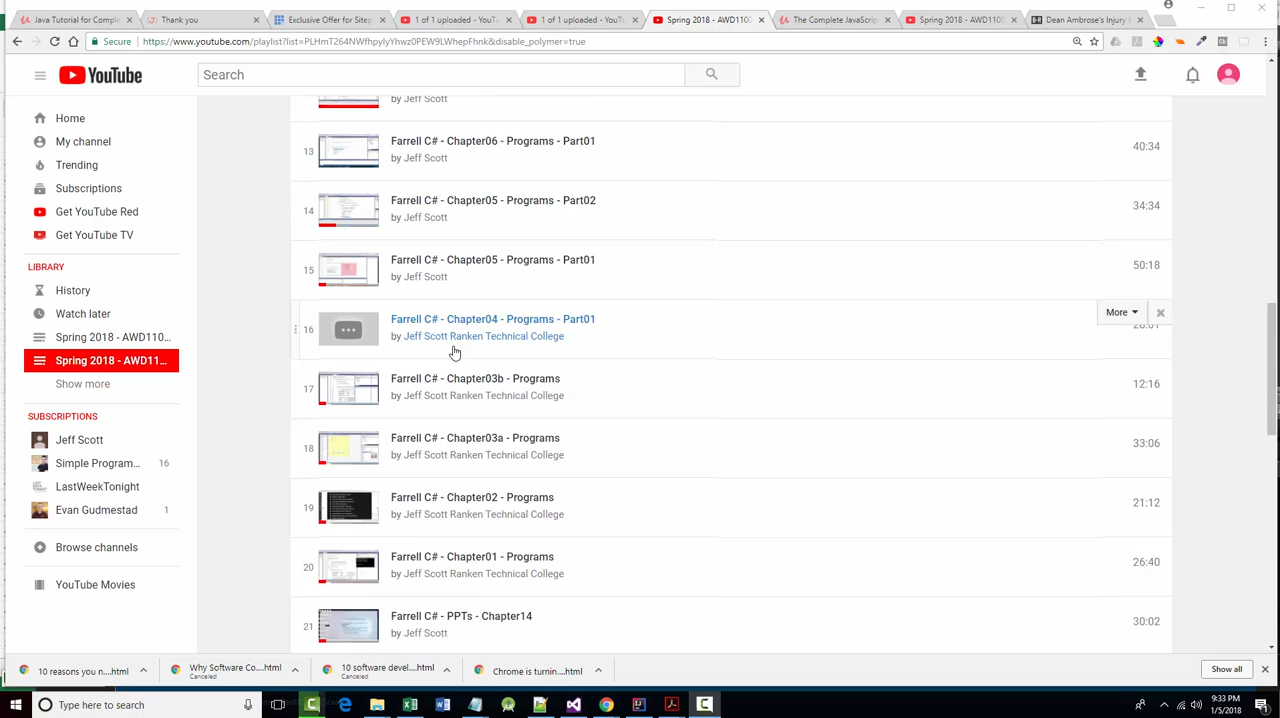 Java Tutorial for Comple
Thank you
Exclusive Offer for Sitep
1 of 1 uploaded - YouTu
1 of 1 uploaded - YouTu
Spring 2018 - AWD1100
The Complete JavaScrip
Spring 2018 - AWD1100
Dean Ambrose's Injury
Secure
https://www.youtube.com/playlist?list=PLHmT264NWfhpyIyYhwz0PEW9LWhepFhm&disable_polymer=true
YouTube
Search
Home
My channel
Trending
Subscriptions
Get YouTube Red
Get YouTube TV
LIBRARY
History
Watch later
Spring 2018 - AWD110...
Spring 2018 - AWD11...
Show more
SUBSCRIPTIONS
Jeff Scott
Simple Program... 16
LastWeekTonight
Evan Gudmestad 1
Browse channels
YouTube Movies
by Jeff Scott
13 Farrell C# - Chapter06 - Programs - Part01 40:34
by Jeff Scott
14 Farrell C# - Chapter05 - Programs - Part02 34:34
by Jeff Scott
15 Farrell C# - Chapter05 - Programs - Part01 50:18
by Jeff Scott
16 Farrell C# - Chapter04 - Programs - Part01 More
by Jeff Scott Ranken Technical College
17 Farrell C# - Chapter03b - Programs 12:16
by Jeff Scott Ranken Technical College
18 Farrell C# - Chapter03a - Programs 33:06
by Jeff Scott Ranken Technical College
19 Farrell C# - Chapter02 - Programs 21:12
by Jeff Scott Ranken Technical College
20 Farrell C# - Chapter01 - Programs 26:40
by Jeff Scott Ranken Technical College
21 Farrell C# - PPTs - Chapter14 30:02
by Jeff Scott
10 reasons you n....html
Why Software Co....html
Canceled
10 software devel....html
Canceled
Chrome is turnin....html
Show all
Type here to search
9:33 PM
1/5/2018